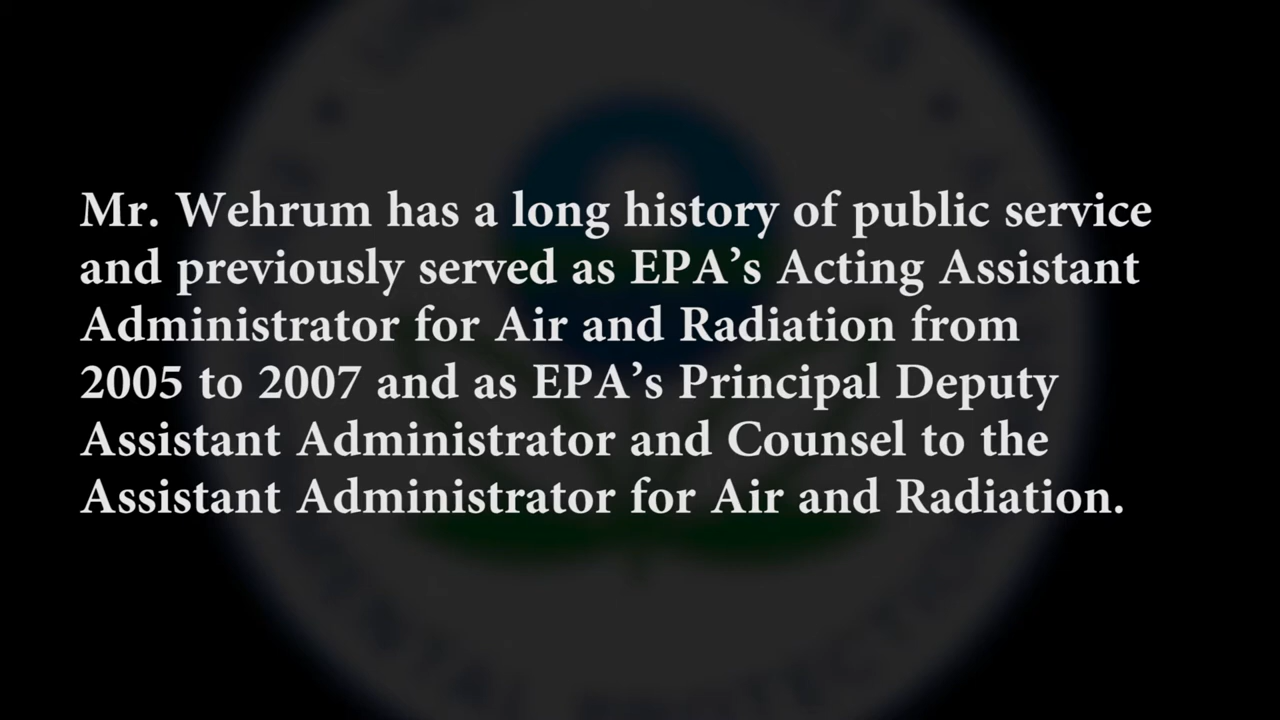 Mr. Wehrum has a long history of public service
and previously served as EPA’s Acting Assistant
Administrator for Air and Radiation from
2005 to 2007 and as EPA’s Principal Deputy
Assistant Administrator and Counsel to the
Assistant Administrator for Air and Radiation.